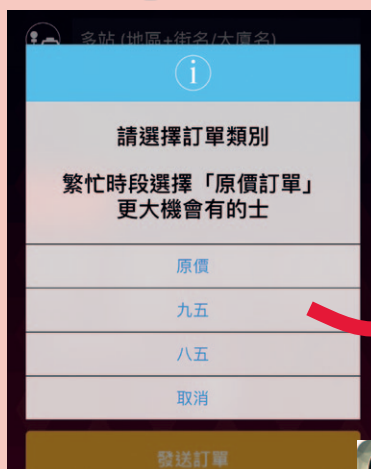 多站 (地區+街名/大廈名)
i
請選擇訂單類別
繁忙時段選擇「原價訂單」
更大機會有的士
原價
九五
八五
取消
發送訂單